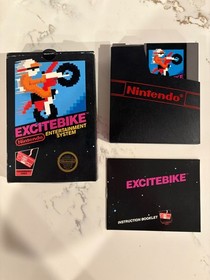 EXCITEBIKE
Nintendo
ENTERTAINMENT
SYSTEM
Nintendo®
EXCITEBIKE
INSTRUCTION BOOKLET